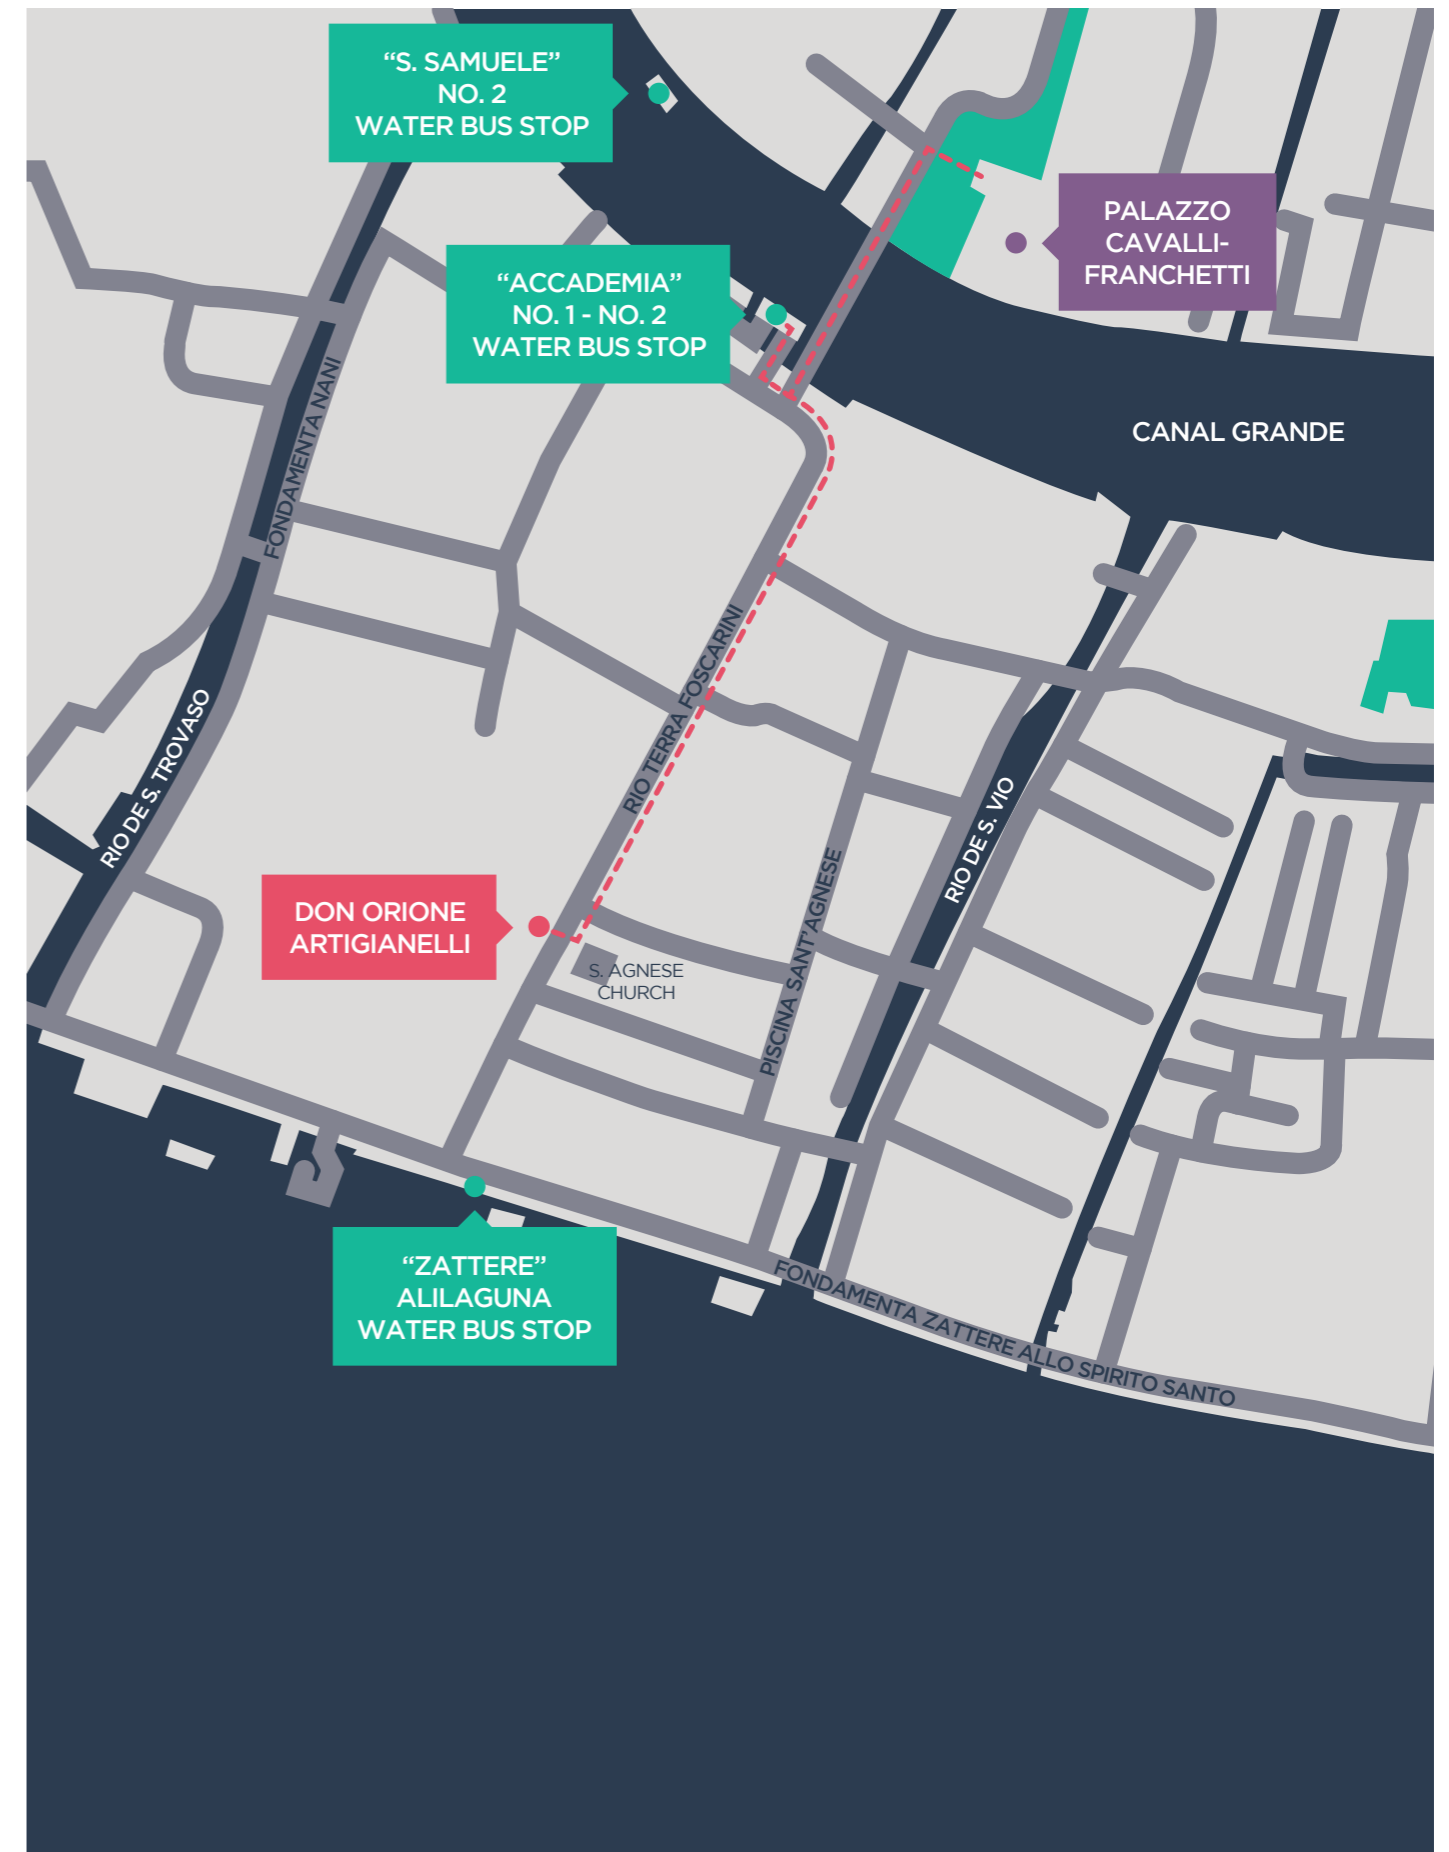 “S. SAMUELE”
NO. 2
WATER BUS STOP
PALAZZO
CAVALLI-
FRANCHETTI
“ACCADEMIA”
NO. 1 - NO. 2
WATER BUS STOP
CANAL GRANDE
FONDAMENTA NANI
RIO TERRA FOSCARINI
RIO DE S. TROVASO
RIO DE S. VIO
PISCINA SANT’AGNESE
DON ORIONE
ARTIGIANELLI
S. AGNESE
CHURCH
“ZATTERE”
ALILAGUNA
WATER BUS STOP
FONDAMENTA ZATTERE ALLO SPIRITO SANTO